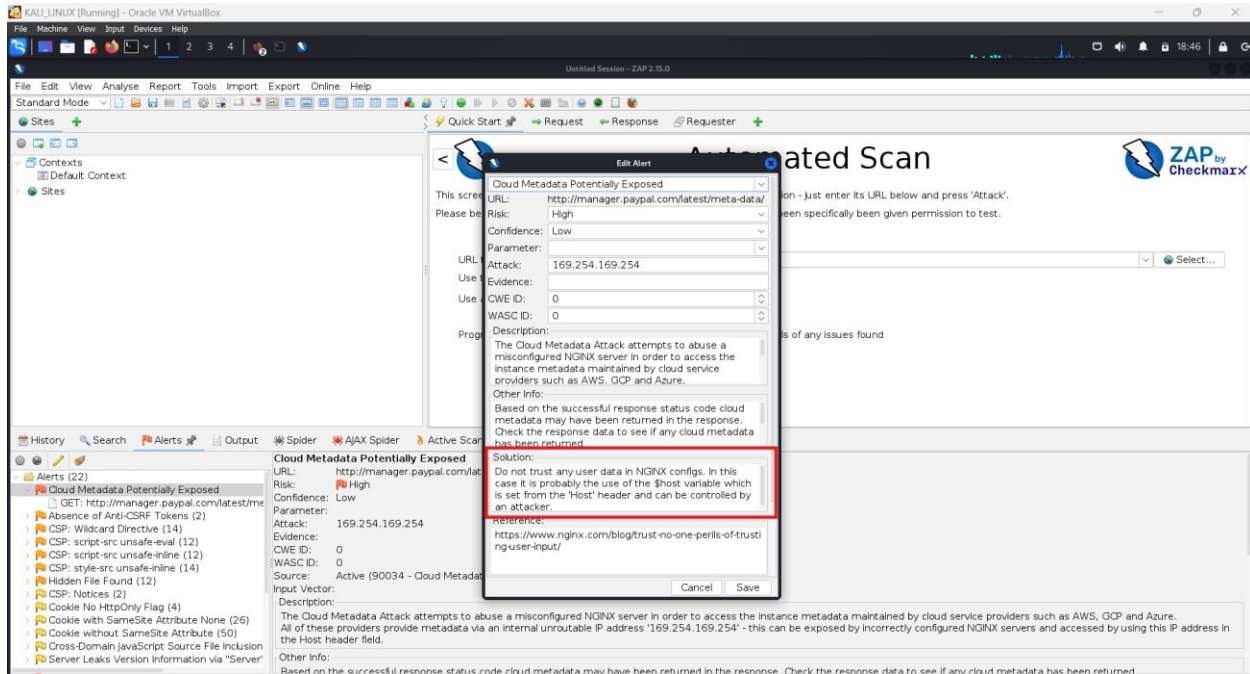 KALI_LINUX [Running] - Oracle VM VirtualBox
File Machine View Input Devices Help
1 2 3 4
18:46
Untitled Session - ZAP 2.15.0
File Edit View Analyse Report Tools Import Export Online Help
Standard Mode
Sites
Quick Start Request Response Requester
Contexts
Default Context
Sites
<
ated Scan
ZAP by
Checkmarx
This scree
ion - just enter its URL below and press 'Attack'.
Please be
een specifically been given permission to test.
URL
Select...
Use
Use
Progr
ls of any issues found
Edit Alert
Cloud Metadata Potentially Exposed
URL: http://manager.paypal.com/latest/meta-data/
Risk: High
Confidence: Low
Parameter:
Attack: 169.254.169.254
Evidence:
CWE ID: 0
WASC ID: 0
Description:
The Cloud Metadata Attack attempts to abuse a
misconfigured NGINX server in order to access the
instance metadata maintained by cloud service
providers such as AWS, GCP and Azure.
Other Info:
Based on the successful response status code cloud
metadata may have been returned in the response.
Check the response data to see if any cloud metadata
has been returned
Solution:
Do not trust any user data in NGINX configs. In this
case it is probably the use of the $host variable which
is set from the 'Host' header and can be controlled by
an attacker.
Reference:
https://www.nginx.com/blog/trust-no-one-perils-of-trusti
ng-user-input/
Cancel Save
History Search Alerts Output Spider AJAX Spider Active Scan
Alerts (22)
Cloud Metadata Potentially Exposed
GET: http://manager.paypal.com/latest/me
Absence of Anti-CSRF Tokens (2)
CSP: Wildcard Directive (14)
CSP: script-src unsafe-eval (12)
CSP: script-src unsafe-inline (12)
CSP: style-src unsafe-inline (14)
Hidden File Found (12)
CSP: Notices (2)
Cookie No HttpOnly Flag (4)
Cookie with SameSite Attribute None (26)
Cookie without SameSite Attribute (50)
Cross-Domain JavaScript Source File Inclusion
Server Leaks Version Information via "Server"
Cloud Metadata Potentially Exposed
URL: http://manager.paypal.com/lat
Risk: High
Confidence: Low
Parameter:
Attack: 169.254.169.254
Evidence:
CWE ID: 0
WASC ID: 0
Source: Active (90034 - Cloud Metadat
Input Vector:
Description:
The Cloud Metadata Attack attempts to abuse a misconfigured NGINX server in order to access the instance metadata maintained by cloud service providers such as AWS, GCP and Azure.
All of these providers provide metadata via an internal unroutable IP address '169.254.169.254' - this can be exposed by incorrectly configured NGINX servers and accessed by using this IP address in
the Host header field.
Other Info:
Based on the successful response status code cloud metadata may have been returned in the response. Check the response data to see if any cloud metadata has been returned